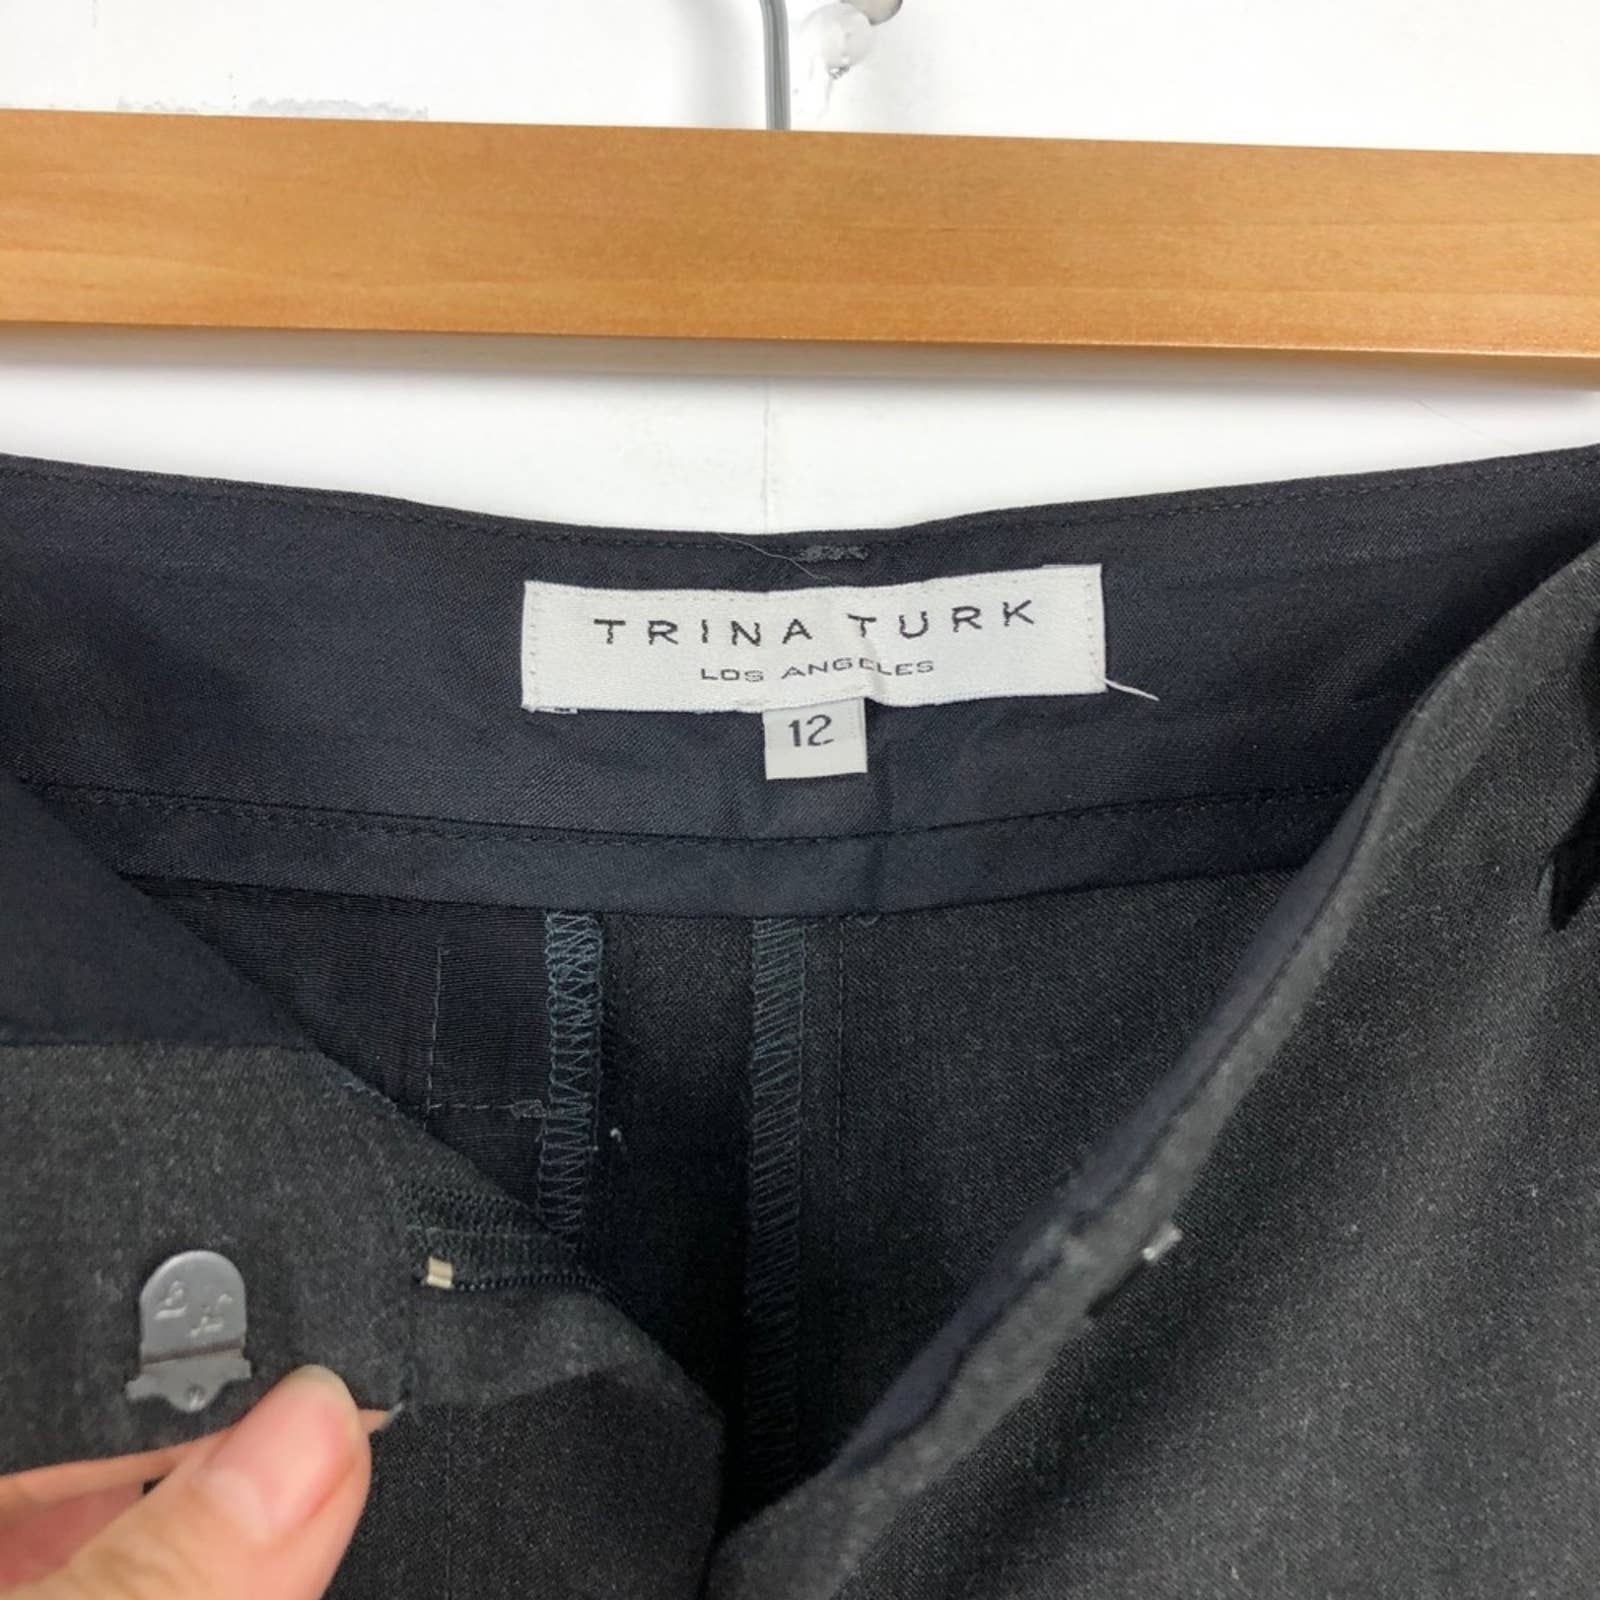 TRINA TURK
LOS ANGELES
12